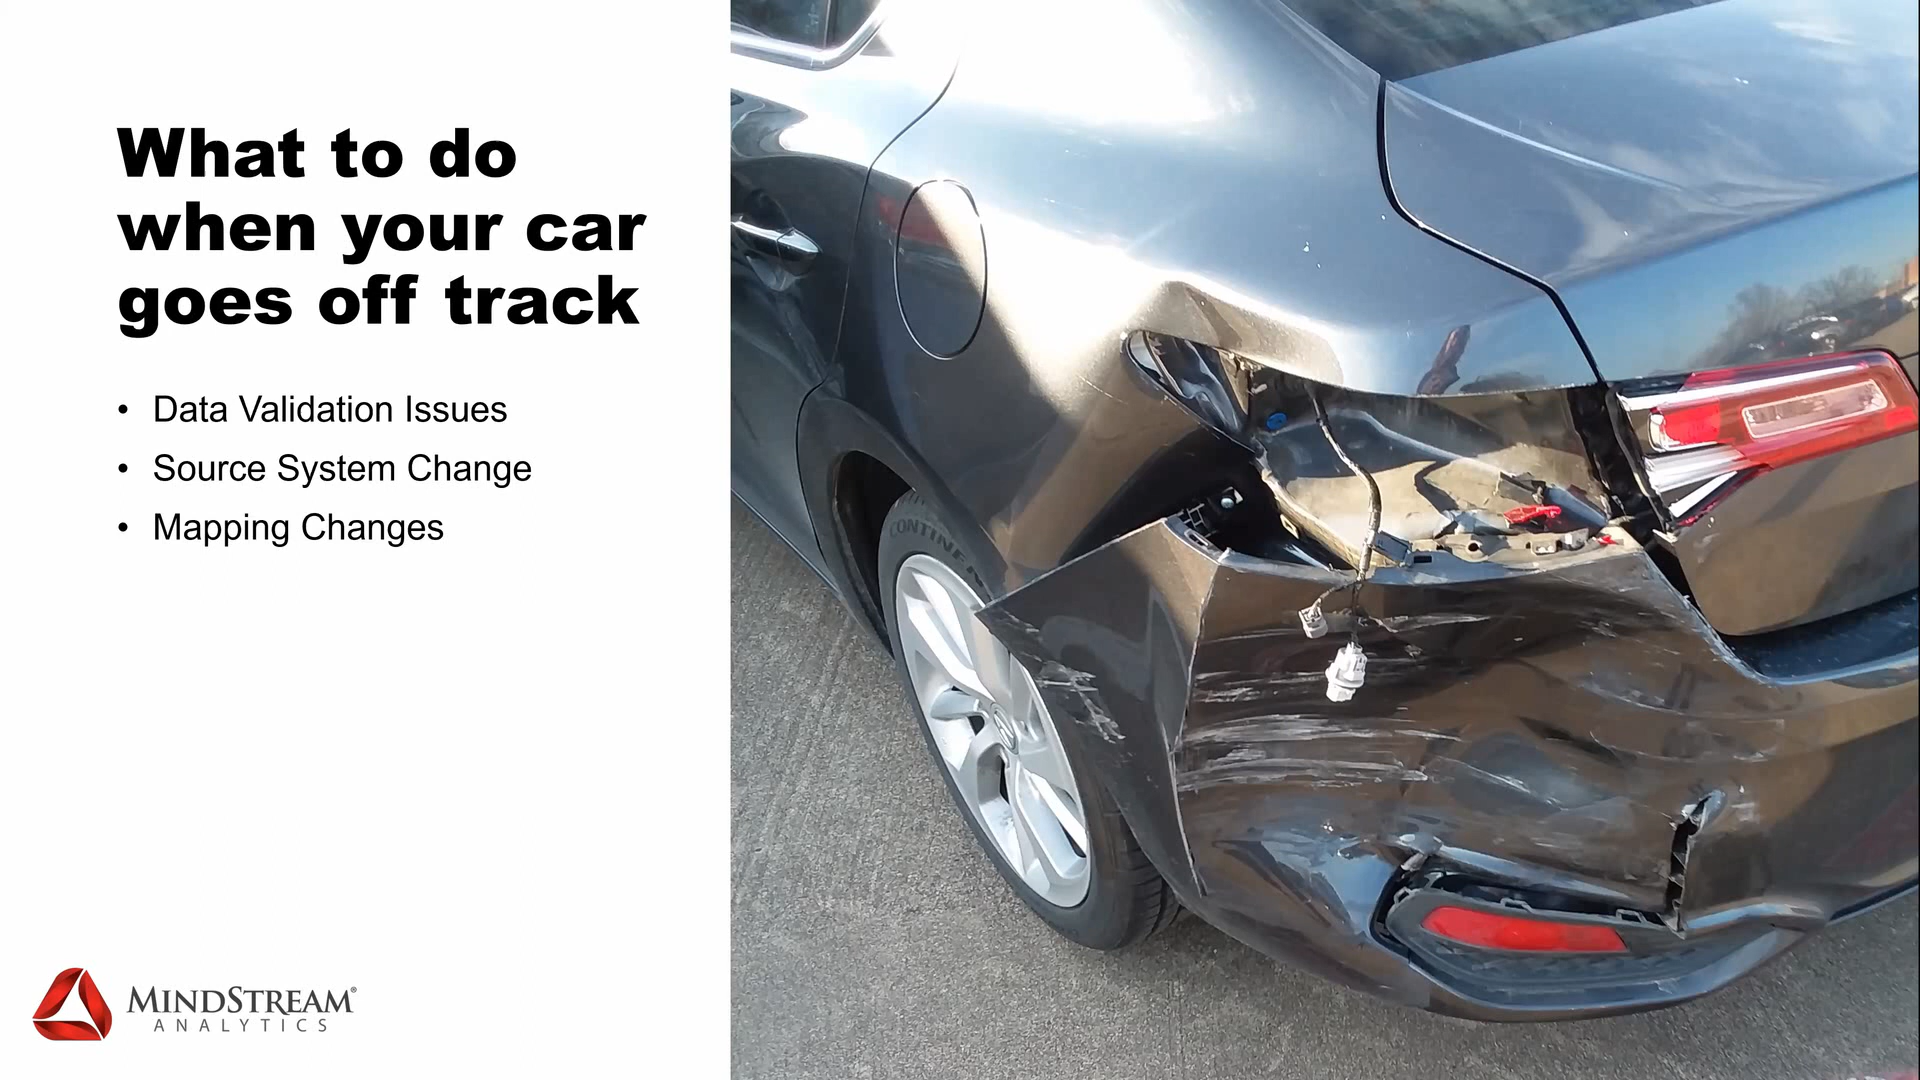 What to do
when your car
goes off track
• Data Validation Issues
• Source System Change
• Mapping Changes
MINDSTREAM®
ANALYTICS